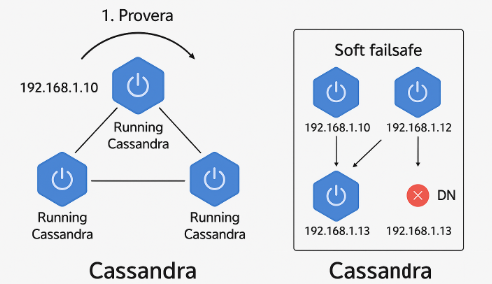 1. Provera
192.168.1.10
Running
Cassandra
Running
Cassandra
Running
Cassandra
Cassandra
Soft failsafe
192.168.1.10
192.168.1.12
DN
192.168.1.13
192.168.1.13
Cassandra